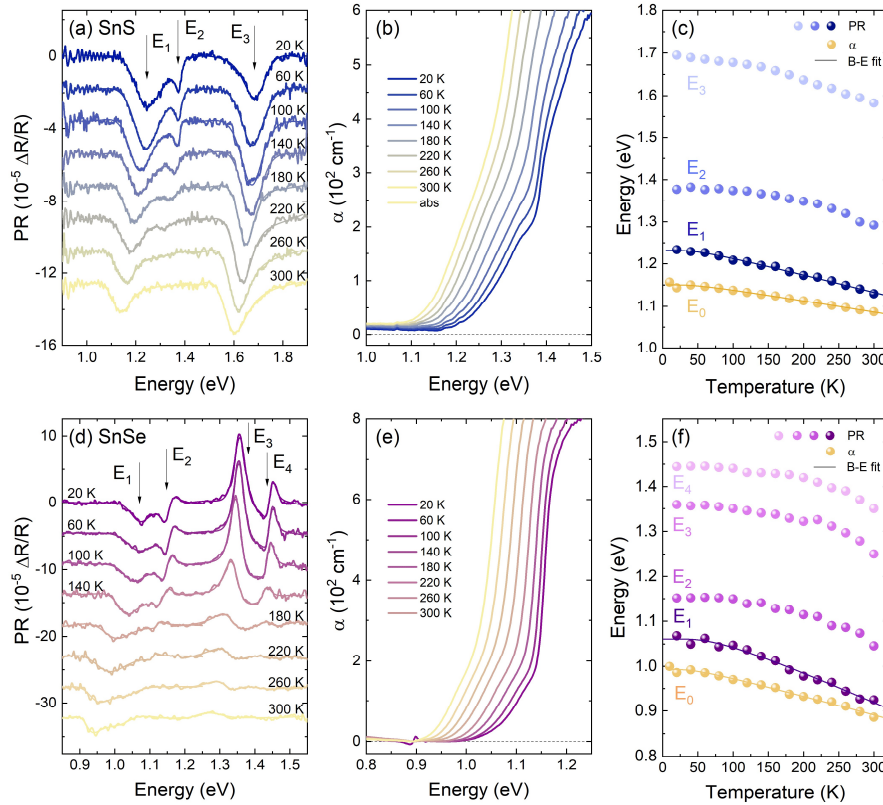 (a) SnS
E1
E2
E3
20 K
60 K
100 K
140 K
180 K
220 K
260 K
300 K
0
-4
-8
-12
-16
PR (10-5 ΔR/R)
1.0
1.2
1.4
1.6
1.8
Energy (eV)
(b)
20 K
60 K
100 K
140 K
180 K
220 K
260 K
300 K
abs
6
5
4
3
2
1
0
α (10² cm⁻¹)
1.0
1.1
1.2
1.3
1.4
1.5
Energy (eV)
(c)
PR
α
B-E fit
E3
E2
E1
E0
1.8
1.7
1.6
1.5
1.4
1.3
1.2
1.1
1.0
Energy (eV)
0
50
100
150
200
250
300
Temperature (K)
(d) SnSe
E1
E2
E3
E4
20 K
60 K
100 K
140 K
180 K
220 K
260 K
300 K
10
0
-10
-20
-30
PR (10-5 ΔR/R)
0.9
1.0
1.1
1.2
1.3
1.4
1.5
Energy (eV)
(e)
20 K
60 K
100 K
140 K
180 K
220 K
260 K
300 K
8
6
4
2
0
α (10² cm⁻¹)
0.8
0.9
1.0
1.1
1.2
Energy (eV)
(f)
PR
α
B-E fit
E4
E3
E2
E1
E0
1.5
1.4
1.3
1.2
1.1
1.0
0.9
0.8
Energy (eV)
0
50
100
150
200
250
300
Temperature (K)